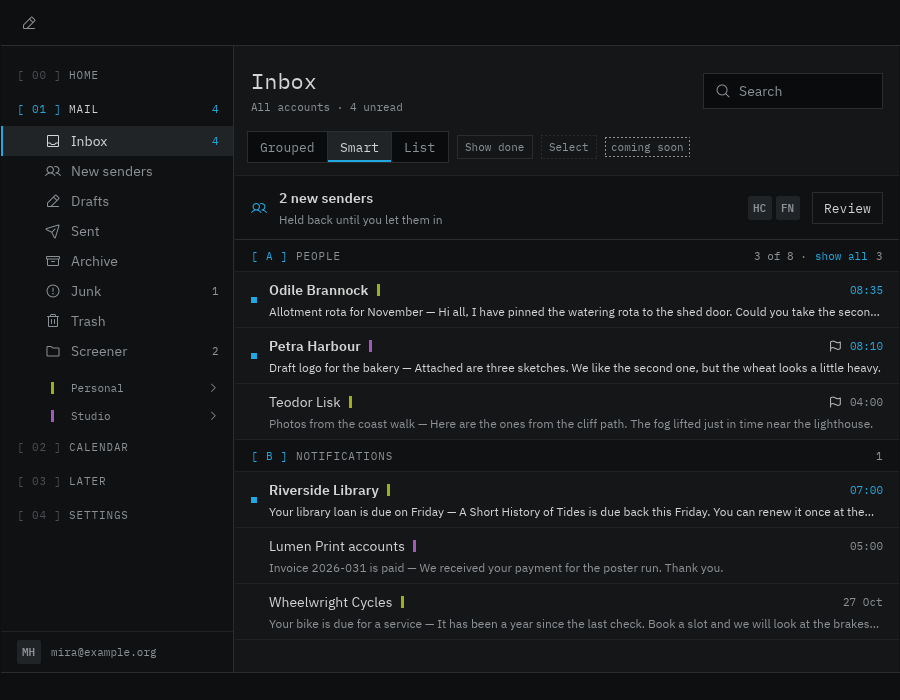 [ 00 ] HOME
[ 01 ] MAIL 4
Inbox 4
New senders
Drafts
Sent
Archive
Junk 1
Trash
Screener 2
Personal
Studio
[ 02 ] CALENDAR
[ 03 ] LATER
[ 04 ] SETTINGS
MH mira@example.org
Inbox
All accounts · 4 unread
Search
Grouped Smart List Show done Select coming soon
2 new senders
Held back until you let them in
HC FN Review
[ A ] PEOPLE 3 of 8 · show all 3
Odile Brannock 08:35
Allotment rota for November — Hi all, I have pinned the watering rota to the shed door. Could you take the secon...
Petra Harbour 08:10
Draft logo for the bakery — Attached are three sketches. We like the second one, but the wheat looks a little heavy.
Teodor Lisk 04:00
Photos from the coast walk — Here are the ones from the cliff path. The fog lifted just in time near the lighthouse.
[ B ] NOTIFICATIONS 1
Riverside Library 07:00
Your library loan is due on Friday — A Short History of Tides is due back this Friday. You can renew it once at the...
Lumen Print accounts 05:00
Invoice 2026-031 is paid — We received your payment for the poster run. Thank you.
Wheelwright Cycles 27 Oct
Your bike is due for a service — It has been a year since the last check. Book a slot and we will look at the brakes...